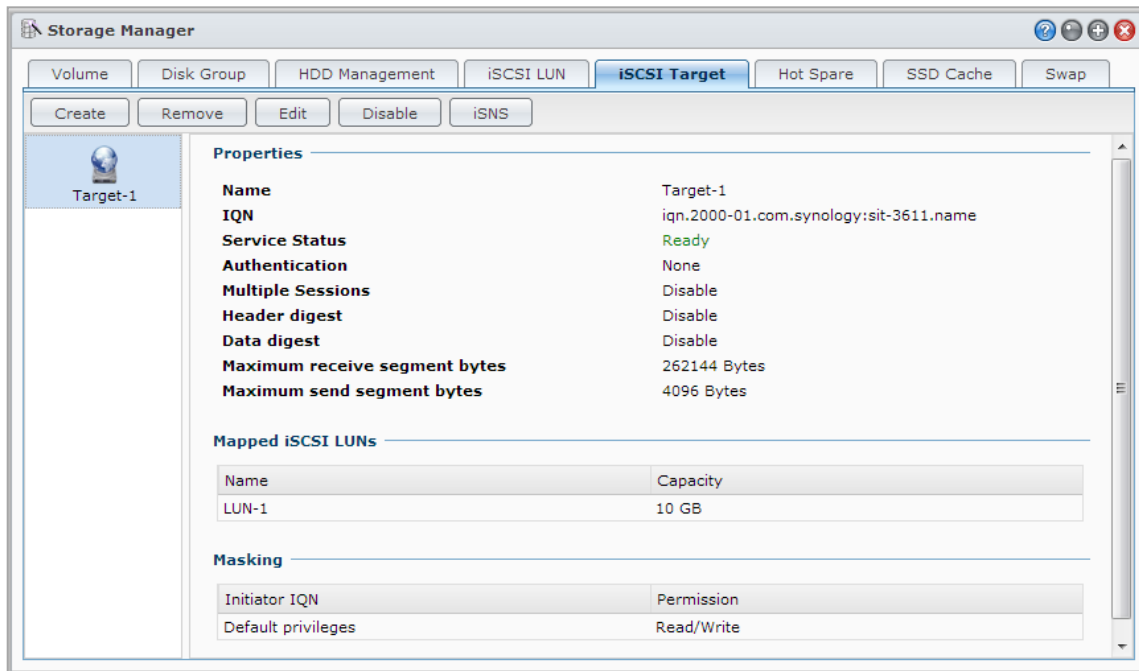 Storage Manager
Volume Disk Group HDD Management iSCSI LUN iSCSI Target Hot Spare SSD Cache Swap
Create Remove Edit Disable iSNS
Target-1
Properties
Name Target-1
IQN iqn.2000-01.com.synology:sit-3611.name
Service Status Ready
Authentication None
Multiple Sessions Disable
Header digest Disable
Data digest Disable
Maximum receive segment bytes 262144 Bytes
Maximum send segment bytes 4096 Bytes
Mapped iSCSI LUNs
Name Capacity
LUN-1 10 GB
Masking
Initiator IQN Permission
Default privileges Read/Write